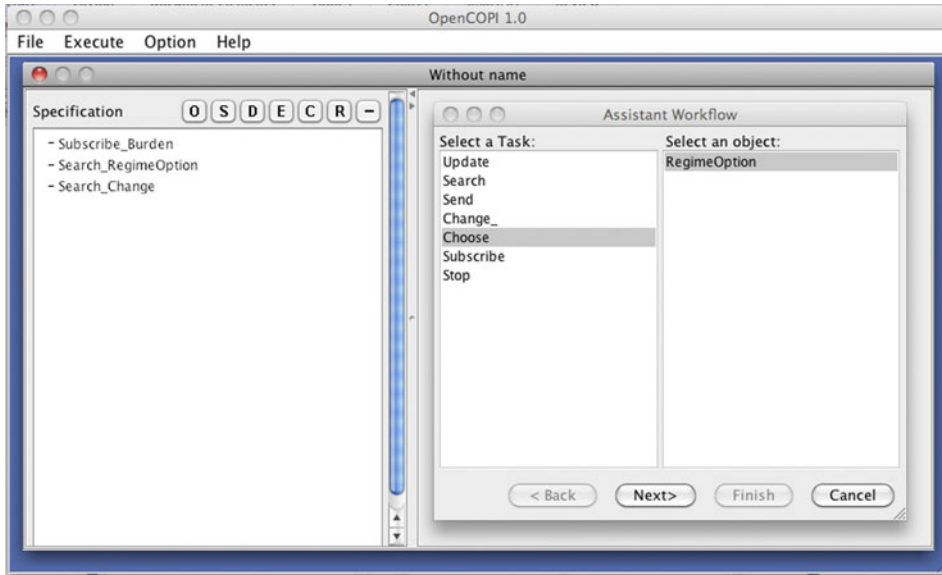 OpenCOPI 1.0
File Execute Option Help
Without name
Specification O S D E C R −
- Subscribe_Burden
- Search_RegimeOption
- Search_Change
Assistant Workflow
Select a Task: Select an object:
Update RegimeOption
Search
Send
Change_
Choose
Subscribe
Stop
< Back Next> Finish Cancel